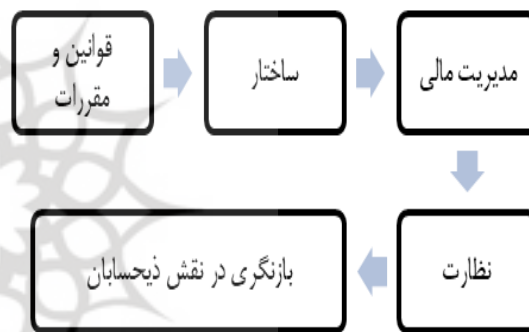 قوانین و
مقررات
ساختار
مدیریت مالی
نظارت
بازنگری در نقش ذیحسابان